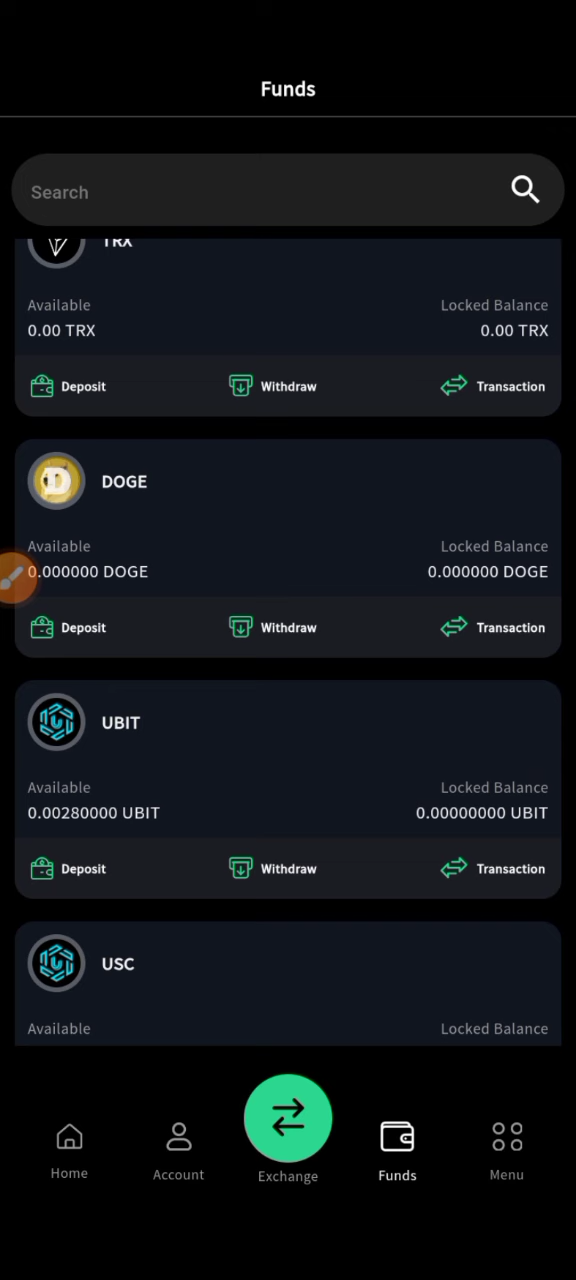 Funds
Search
TRX
Available Locked Balance
0.00 TRX 0.00 TRX
Deposit Withdraw Transaction
DOGE
Available Locked Balance
0.000000 DOGE 0.000000 DOGE
Deposit Withdraw Transaction
UBIT
Available Locked Balance
0.00280000 UBIT 0.00000000 UBIT
Deposit Withdraw Transaction
USC
Available Locked Balance
Home Account Exchange Funds Menu